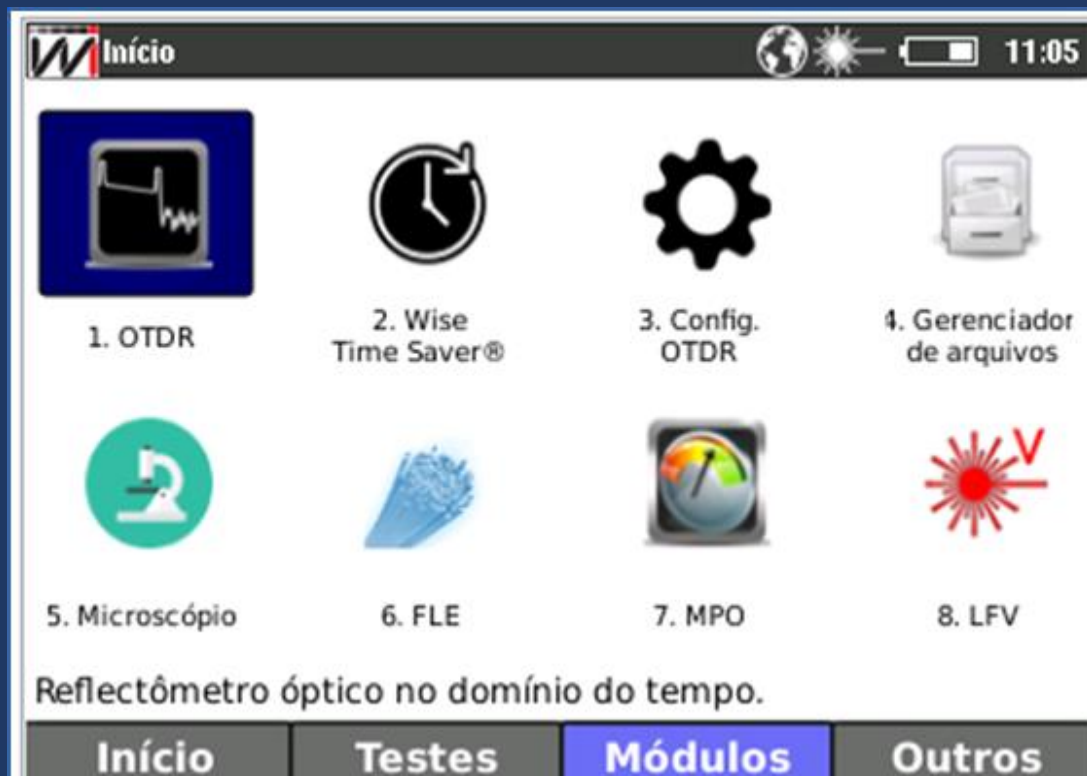 Início
11:05
1. OTDR
2. Wise
Time Saver®
3. Config.
OTDR
4. Gerenciador
de arquivos
V
5. Microscópio
6. FLE
7. MPO
8. LFV
Reflectômetro óptico no domínio do tempo.
Início Testes Módulos Outros